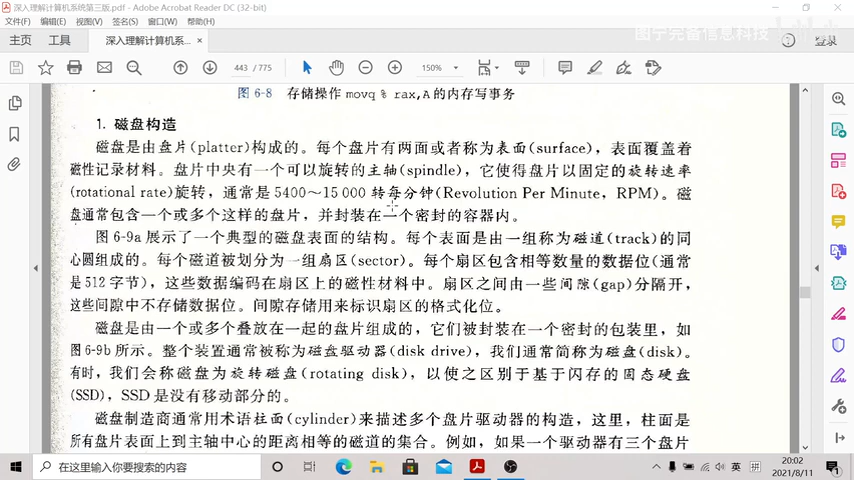 深入理解计算机系统第三版.pdf - Adobe Acrobat Reader DC (32-bit)
文件(F) 编辑(E) 视图(V) 签名(S) 窗口(W) 帮助(H)
图宁完备信息科技
主页 工具 深入理解计算机系... × 登录
443 / 775 150%
图 6-8 存储操作 movq % rax,A 的内存写事务
1. 磁盘构造
磁盘是由盘片(platter)构成的。每个盘片有两面或者称为表面(surface)，表面覆盖着
磁性记录材料。盘片中央有一个可以旋转的主轴(spindle)，它使得盘片以固定的旋转速率
(rotational rate)旋转，通常是 5400～15 000 转每分钟(Revolution Per Minute，RPM)。磁
盘通常包含一个或多个这样的盘片，并封装在一个密封的容器内。
图 6-9a 展示了一个典型的磁盘表面的结构。每个表面是由一组称为磁道(track)的同
心圆组成的。每个磁道被划分为一组扇区(sector)。每个扇区包含相等数量的数据位(通常
是 512 字节)，这些数据编码在扇区上的磁性材料中。扇区之间由一些间隙(gap)分隔开，
这些间隙中不存储数据位。间隙存储用来标识扇区的格式化位。
磁盘是由一个或多个叠放在一起的盘片组成的，它们被封装在一个密封的包装里，如
图 6-9b 所示。整个装置通常被称为磁盘驱动器(disk drive)，我们通常简称为磁盘(disk)。
有时，我们会称磁盘为旋转磁盘(rotating disk)，以使之区别于基于闪存的固态硬盘
(SSD)，SSD 是没有移动部分的。
磁盘制造商通常用术语柱面(cylinder)来描述多个盘片驱动器的构造，这里，柱面是
所有盘片表面上到主轴中心的距离相等的磁道的集合。例如，如果一个驱动器有三个盘片
在这里输入你要搜索的内容
英 拼 20:02
2021/8/11